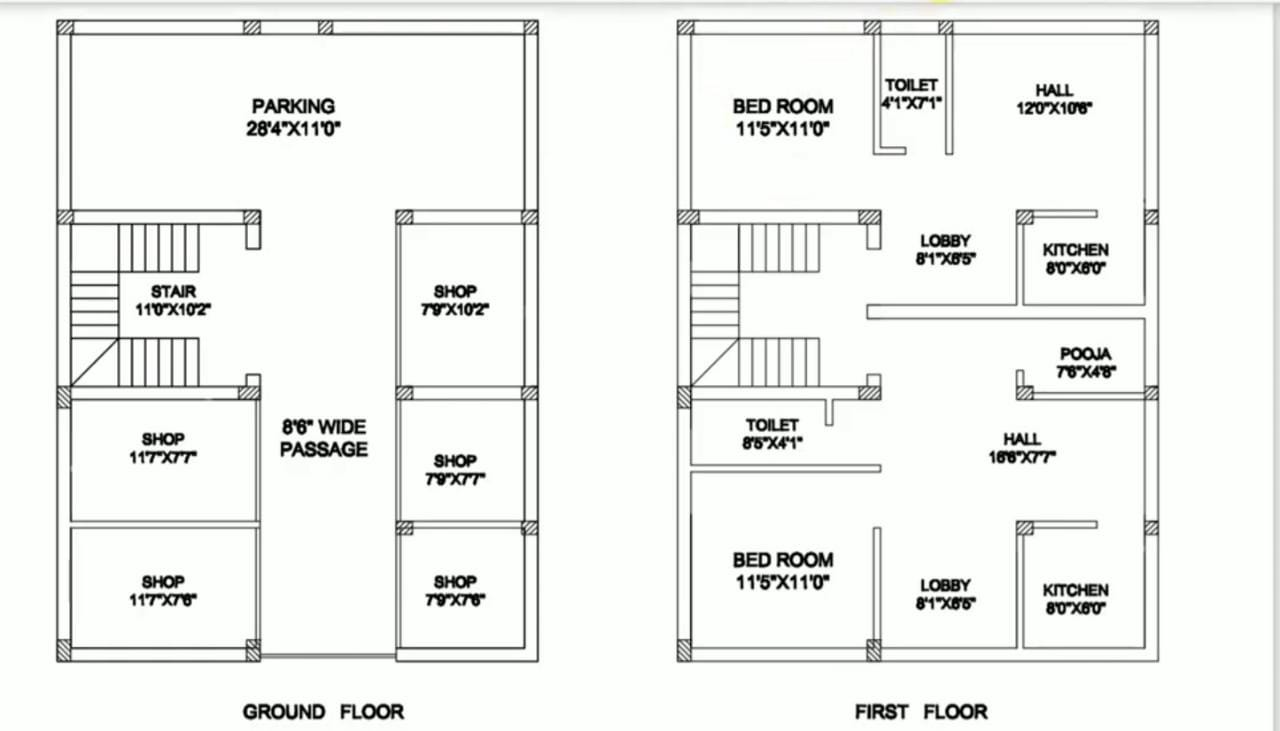 PARKING
28'4"X11'0"
STAIR
11'0"X10'2"
SHOP
7'9"X10'2"
8'6" WIDE
PASSAGE
SHOP
11'7"X7'7"
SHOP
7'9"X7'7"
SHOP
11'7"X7'6"
SHOP
7'9"X7'6"
GROUND FLOOR
BED ROOM
11'5"X11'0"
TOILET
4'1"X7'1"
HALL
12'0"X10'6"
LOBBY
8'1"X6'5"
KITCHEN
8'0"X6'0"
POOJA
7'6"X4'8"
TOILET
8'5"X4'1"
HALL
16'6"X7'7"
BED ROOM
11'5"X11'0"
LOBBY
8'1"X6'5"
KITCHEN
8'0"X6'0"
FIRST FLOOR